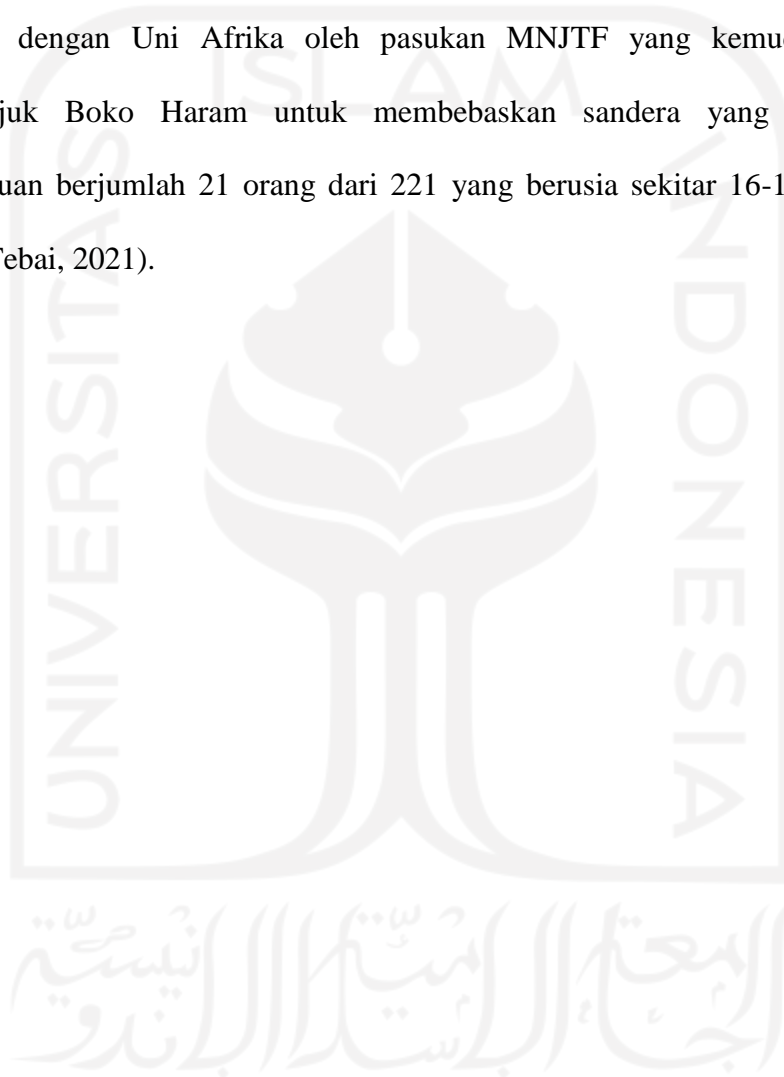 dengan Uni Afrika oleh pasukan MNJTF yang
Boko Haram untuk membebaskan sandera yang
berjumlah 21 orang dari 221 yang berusia sekitar
Tebai, 2021).
ISLAM
UNIVERSITAS
INDONESIA